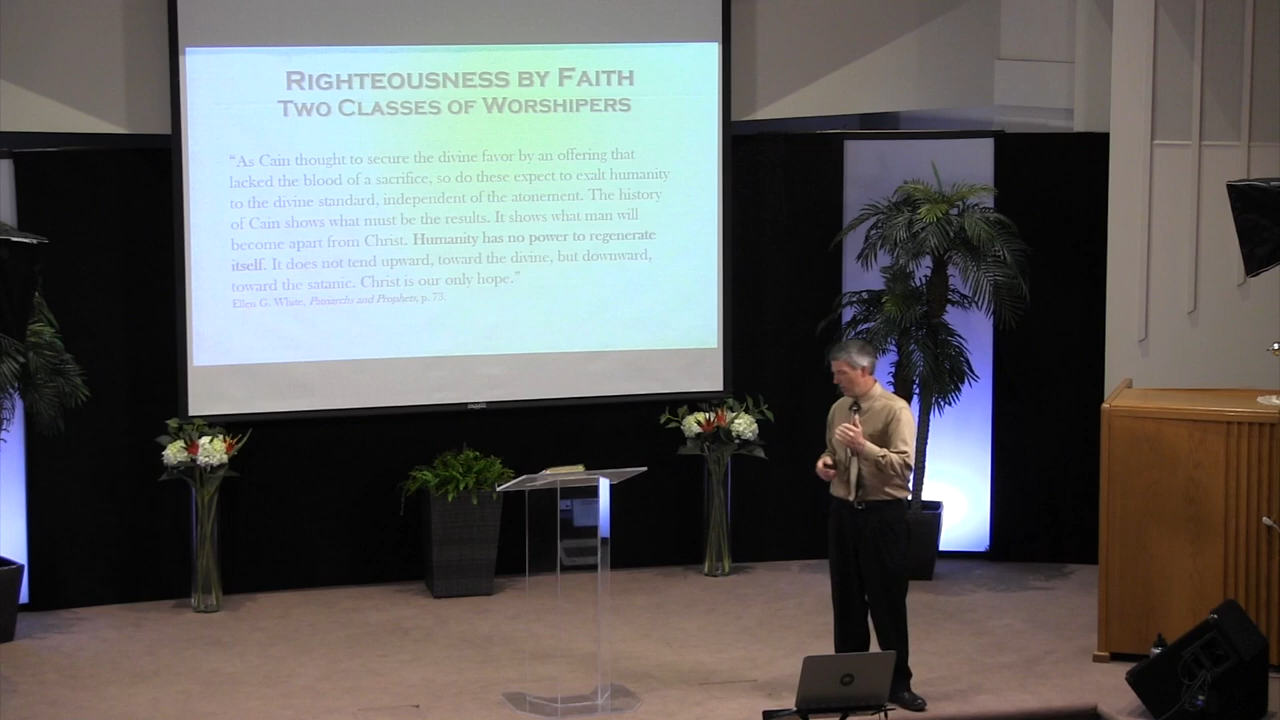 RIGHTEOUSNESS BY FAITH
TWO CLASSES OF WORSHIPERS
“As Cain thought to secure the divine favor by an offering that
lacked the blood of a sacrifice, so do these expect to exalt humanity
to the divine standard, independent of the atonement. The history
of Cain shows what must be the results. It shows what man will
become apart from Christ. Humanity has no power to regenerate
itself. It does not tend upward, toward the divine, but downward,
toward the satanic. Christ is our only hope.”
Ellen G. White, Patriarchs and Prophets, p. 73.